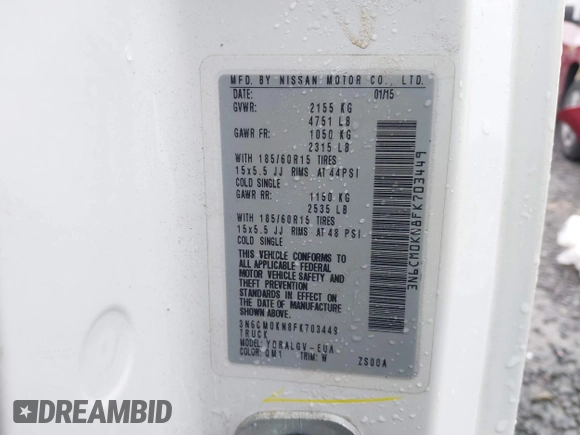 MFD. BY NISSAN MOTOR CO., LTD.
DATE: 01/15
GVWR: 2155 KG
4751 LB
GAWR FR: 1050 KG
2315 LB
WITH 185/60R15 TIRES
15x5.5 JJ RIMS AT 44PSI
COLD SINGLE
GAWR RR: 1150 KG
2535 LB
WITH 185/60R15 TIRES
15x5.5 JJ RIMS AT 48 PSI
COLD SINGLE
THIS VEHICLE CONFORMS TO
ALL APPLICABLE FEDERAL
MOTOR VEHICLE SAFETY AND
THEFT PREVENTION
STANDARDS IN EFFECT ON
THE DATE OF MANUFACTURE
SHOWN ABOVE.
3N6CM0KN8FK703449
TRUCK
MODEL: YDRALGV-EUA
COLOR: QM1 TRIM: W ZS00A
3N6CM0KN8FK703449
DREAMBID